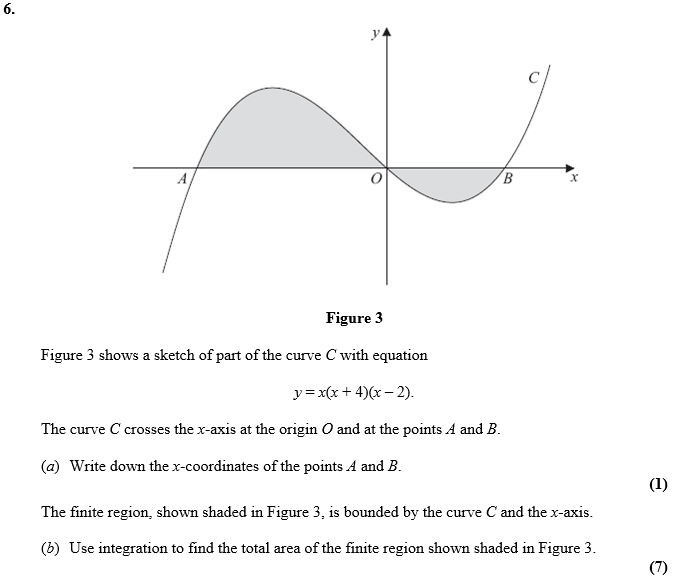 6.
y
C
A
O
B
x
Figure 3
Figure 3 shows a sketch of part of the curve C with equation
y = x(x + 4)(x – 2).
The curve C crosses the x-axis at the origin O and at the points A and B.
(a) Write down the x-coordinates of the points A and B.
(1)
The finite region, shown shaded in Figure 3, is bounded by the curve C and the x-axis.
(b) Use integration to find the total area of the finite region shown shaded in Figure 3.
(7)